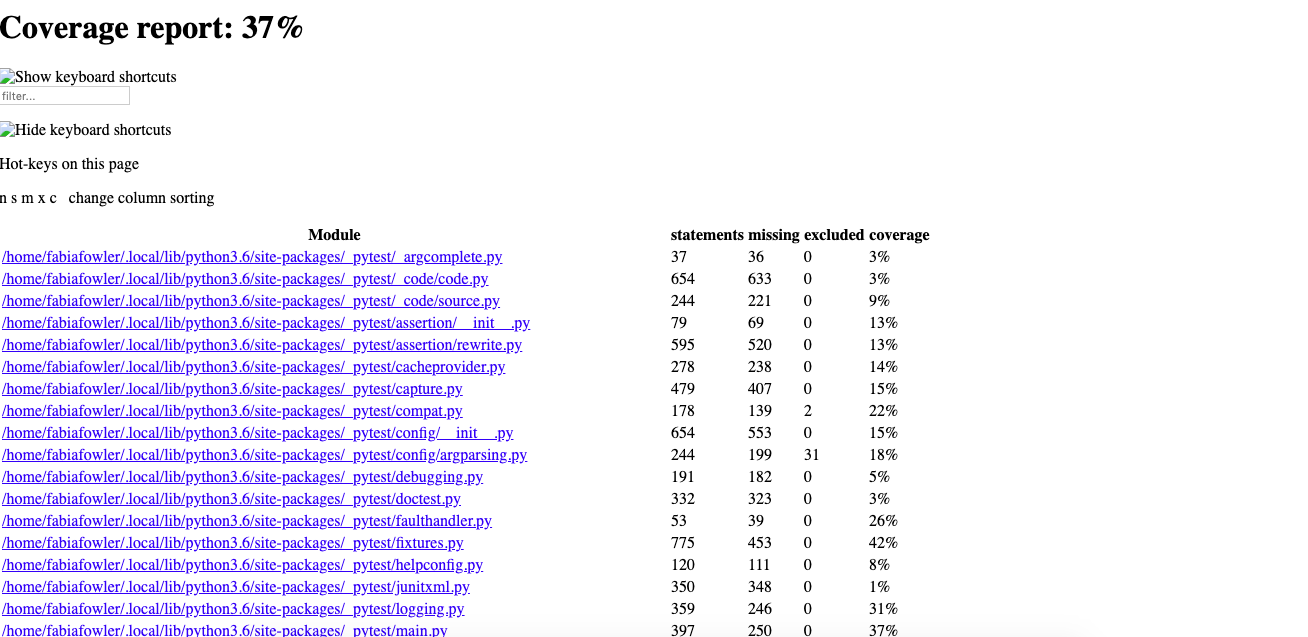 Coverage report: 37%
Show keyboard shortcuts
filter...
Hide keyboard shortcuts
Hot-keys on this page
n s m x c change column sorting
Module statements missing excluded coverage
/home/fabiafowler/.local/lib/python3.6/site-packages/_pytest/_argcomplete.py 37 36 0 3%
/home/fabiafowler/.local/lib/python3.6/site-packages/_pytest/_code/code.py 654 633 0 3%
/home/fabiafowler/.local/lib/python3.6/site-packages/_pytest/_code/source.py 244 221 0 9%
/home/fabiafowler/.local/lib/python3.6/site-packages/_pytest/assertion/__init__.py 79 69 0 13%
/home/fabiafowler/.local/lib/python3.6/site-packages/_pytest/assertion/rewrite.py 595 520 0 13%
/home/fabiafowler/.local/lib/python3.6/site-packages/_pytest/cacheprovider.py 278 238 0 14%
/home/fabiafowler/.local/lib/python3.6/site-packages/_pytest/capture.py 479 407 0 15%
/home/fabiafowler/.local/lib/python3.6/site-packages/_pytest/compat.py 178 139 2 22%
/home/fabiafowler/.local/lib/python3.6/site-packages/_pytest/config/__init__.py 654 553 0 15%
/home/fabiafowler/.local/lib/python3.6/site-packages/_pytest/config/argparsing.py 244 199 31 18%
/home/fabiafowler/.local/lib/python3.6/site-packages/_pytest/debugging.py 191 182 0 5%
/home/fabiafowler/.local/lib/python3.6/site-packages/_pytest/doctest.py 332 323 0 3%
/home/fabiafowler/.local/lib/python3.6/site-packages/_pytest/faulthandler.py 53 39 0 26%
/home/fabiafowler/.local/lib/python3.6/site-packages/_pytest/fixtures.py 775 453 0 42%
/home/fabiafowler/.local/lib/python3.6/site-packages/_pytest/helpconfig.py 120 111 0 8%
/home/fabiafowler/.local/lib/python3.6/site-packages/_pytest/junitxml.py 350 348 0 1%
/home/fabiafowler/.local/lib/python3.6/site-packages/_pytest/logging.py 359 246 0 31%
/home/fabiafowler/.local/lib/python3.6/site-packages/_pytest/main.py 397 250 0 37%